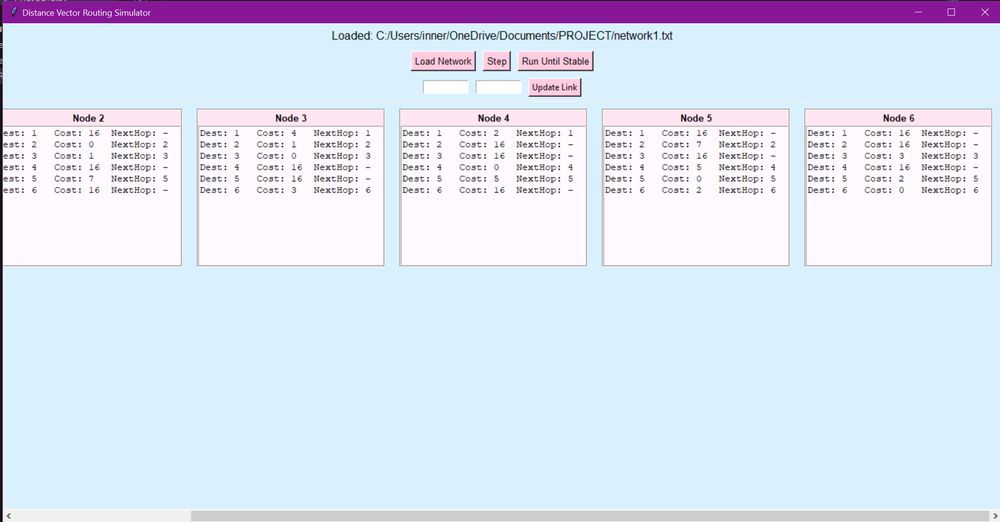 Distance Vector Routing Simulator
Loaded: C:/Users/inner/OneDrive/Documents/PROJECT/network1.txt
Load Network Step Run Until Stable
Update Link
Node 2
est: 1 Cost: 16 NextHop: -
est: 2 Cost: 0 NextHop: 2
est: 3 Cost: 1 NextHop: 3
est: 4 Cost: 16 NextHop: -
est: 5 Cost: 7 NextHop: 5
est: 6 Cost: 16 NextHop: -
Node 3
Dest: 1 Cost: 4 NextHop: 1
Dest: 2 Cost: 1 NextHop: 2
Dest: 3 Cost: 0 NextHop: 3
Dest: 4 Cost: 16 NextHop: -
Dest: 5 Cost: 16 NextHop: -
Dest: 6 Cost: 3 NextHop: 6
Node 4
Dest: 1 Cost: 2 NextHop: 1
Dest: 2 Cost: 16 NextHop: -
Dest: 3 Cost: 16 NextHop: -
Dest: 4 Cost: 0 NextHop: 4
Dest: 5 Cost: 5 NextHop: 5
Dest: 6 Cost: 16 NextHop: -
Node 5
Dest: 1 Cost: 16 NextHop: -
Dest: 2 Cost: 7 NextHop: 2
Dest: 3 Cost: 16 NextHop: -
Dest: 4 Cost: 5 NextHop: 4
Dest: 5 Cost: 0 NextHop: 5
Dest: 6 Cost: 2 NextHop: 6
Node 6
Dest: 1 Cost: 16 NextHop: -
Dest: 2 Cost: 16 NextHop: -
Dest: 3 Cost: 3 NextHop: 3
Dest: 4 Cost: 16 NextHop: -
Dest: 5 Cost: 2 NextHop: 5
Dest: 6 Cost: 0 NextHop: 6